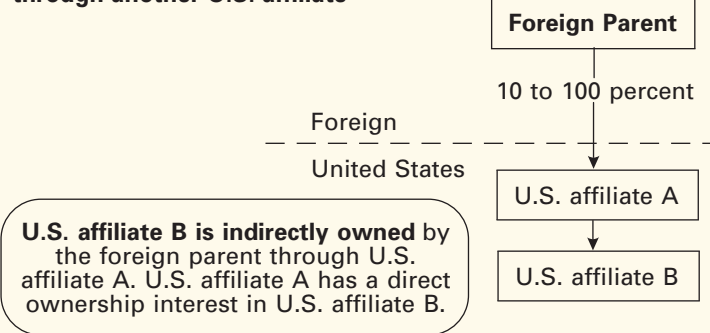 through another U.S. affiliate
Foreign Parent
10 to 100 percent
Foreign
United States
U.S. affiliate A
U.S. affiliate B is indirectly owned by
the foreign parent through U.S.
affiliate A. U.S. affiliate A has a direct
ownership interest in U.S. affiliate B.
U.S. affiliate B